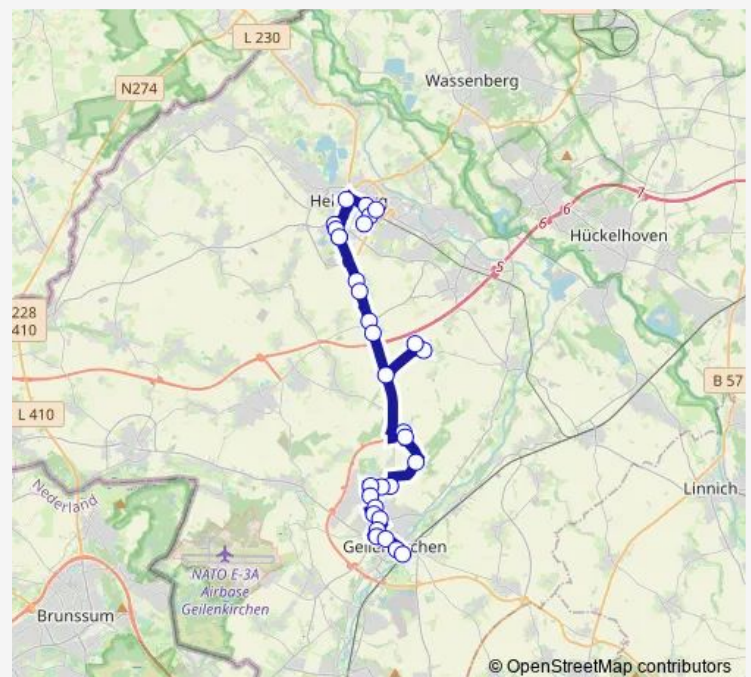 L 230
Wassenberg
N274
Hückelhoven
7
6
6
5
228
410
B 57
L 410
Nederland
Linnich
NATO E-3A
Airbase
Geilenkirchen
Brunssum
© OpenStreetMap contributors